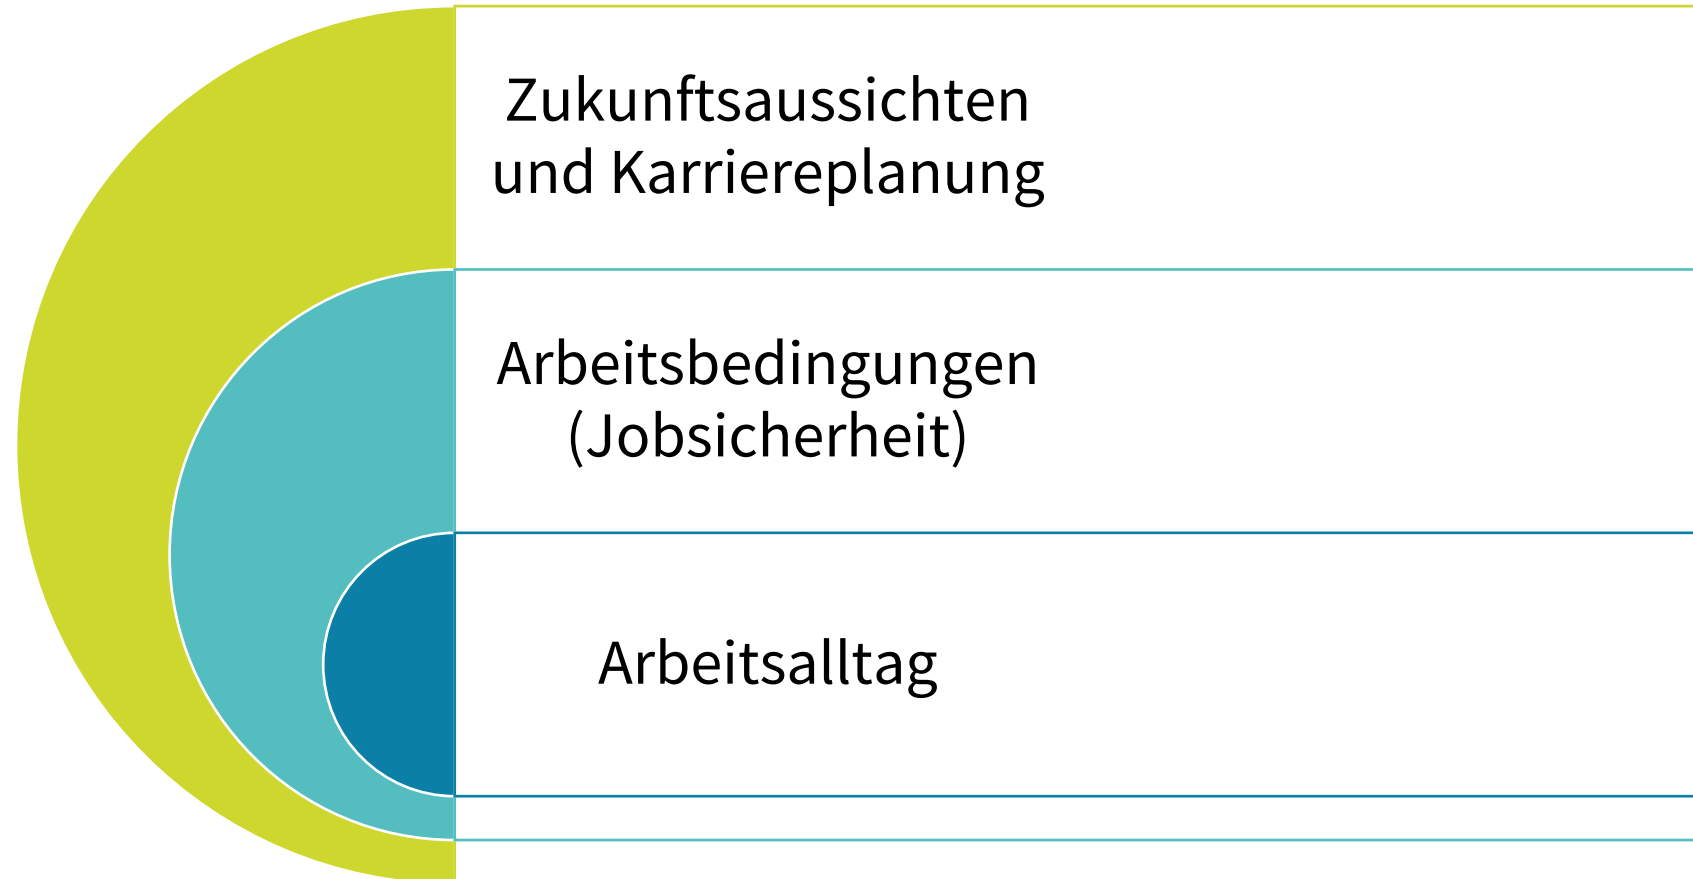 Zukunftsaussichten
und Karriereplanung
Arbeitsbedingungen
(Jobsicherheit)
Arbeitsalltag